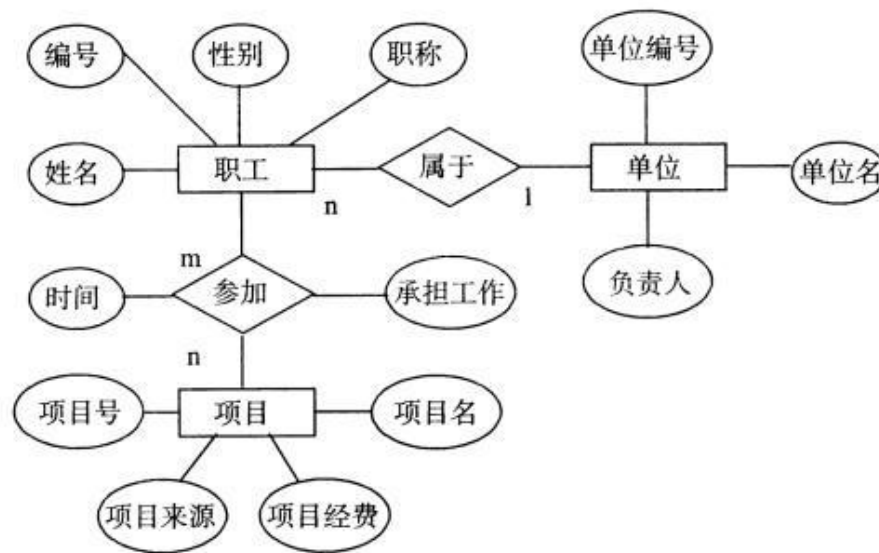 编号 性别 职称 单位编号
姓名 职工 属于 单位 单位名
n l
m
时间 参加 承担工作 负责人
n
项目号 项目 项目名
项目来源 项目经费